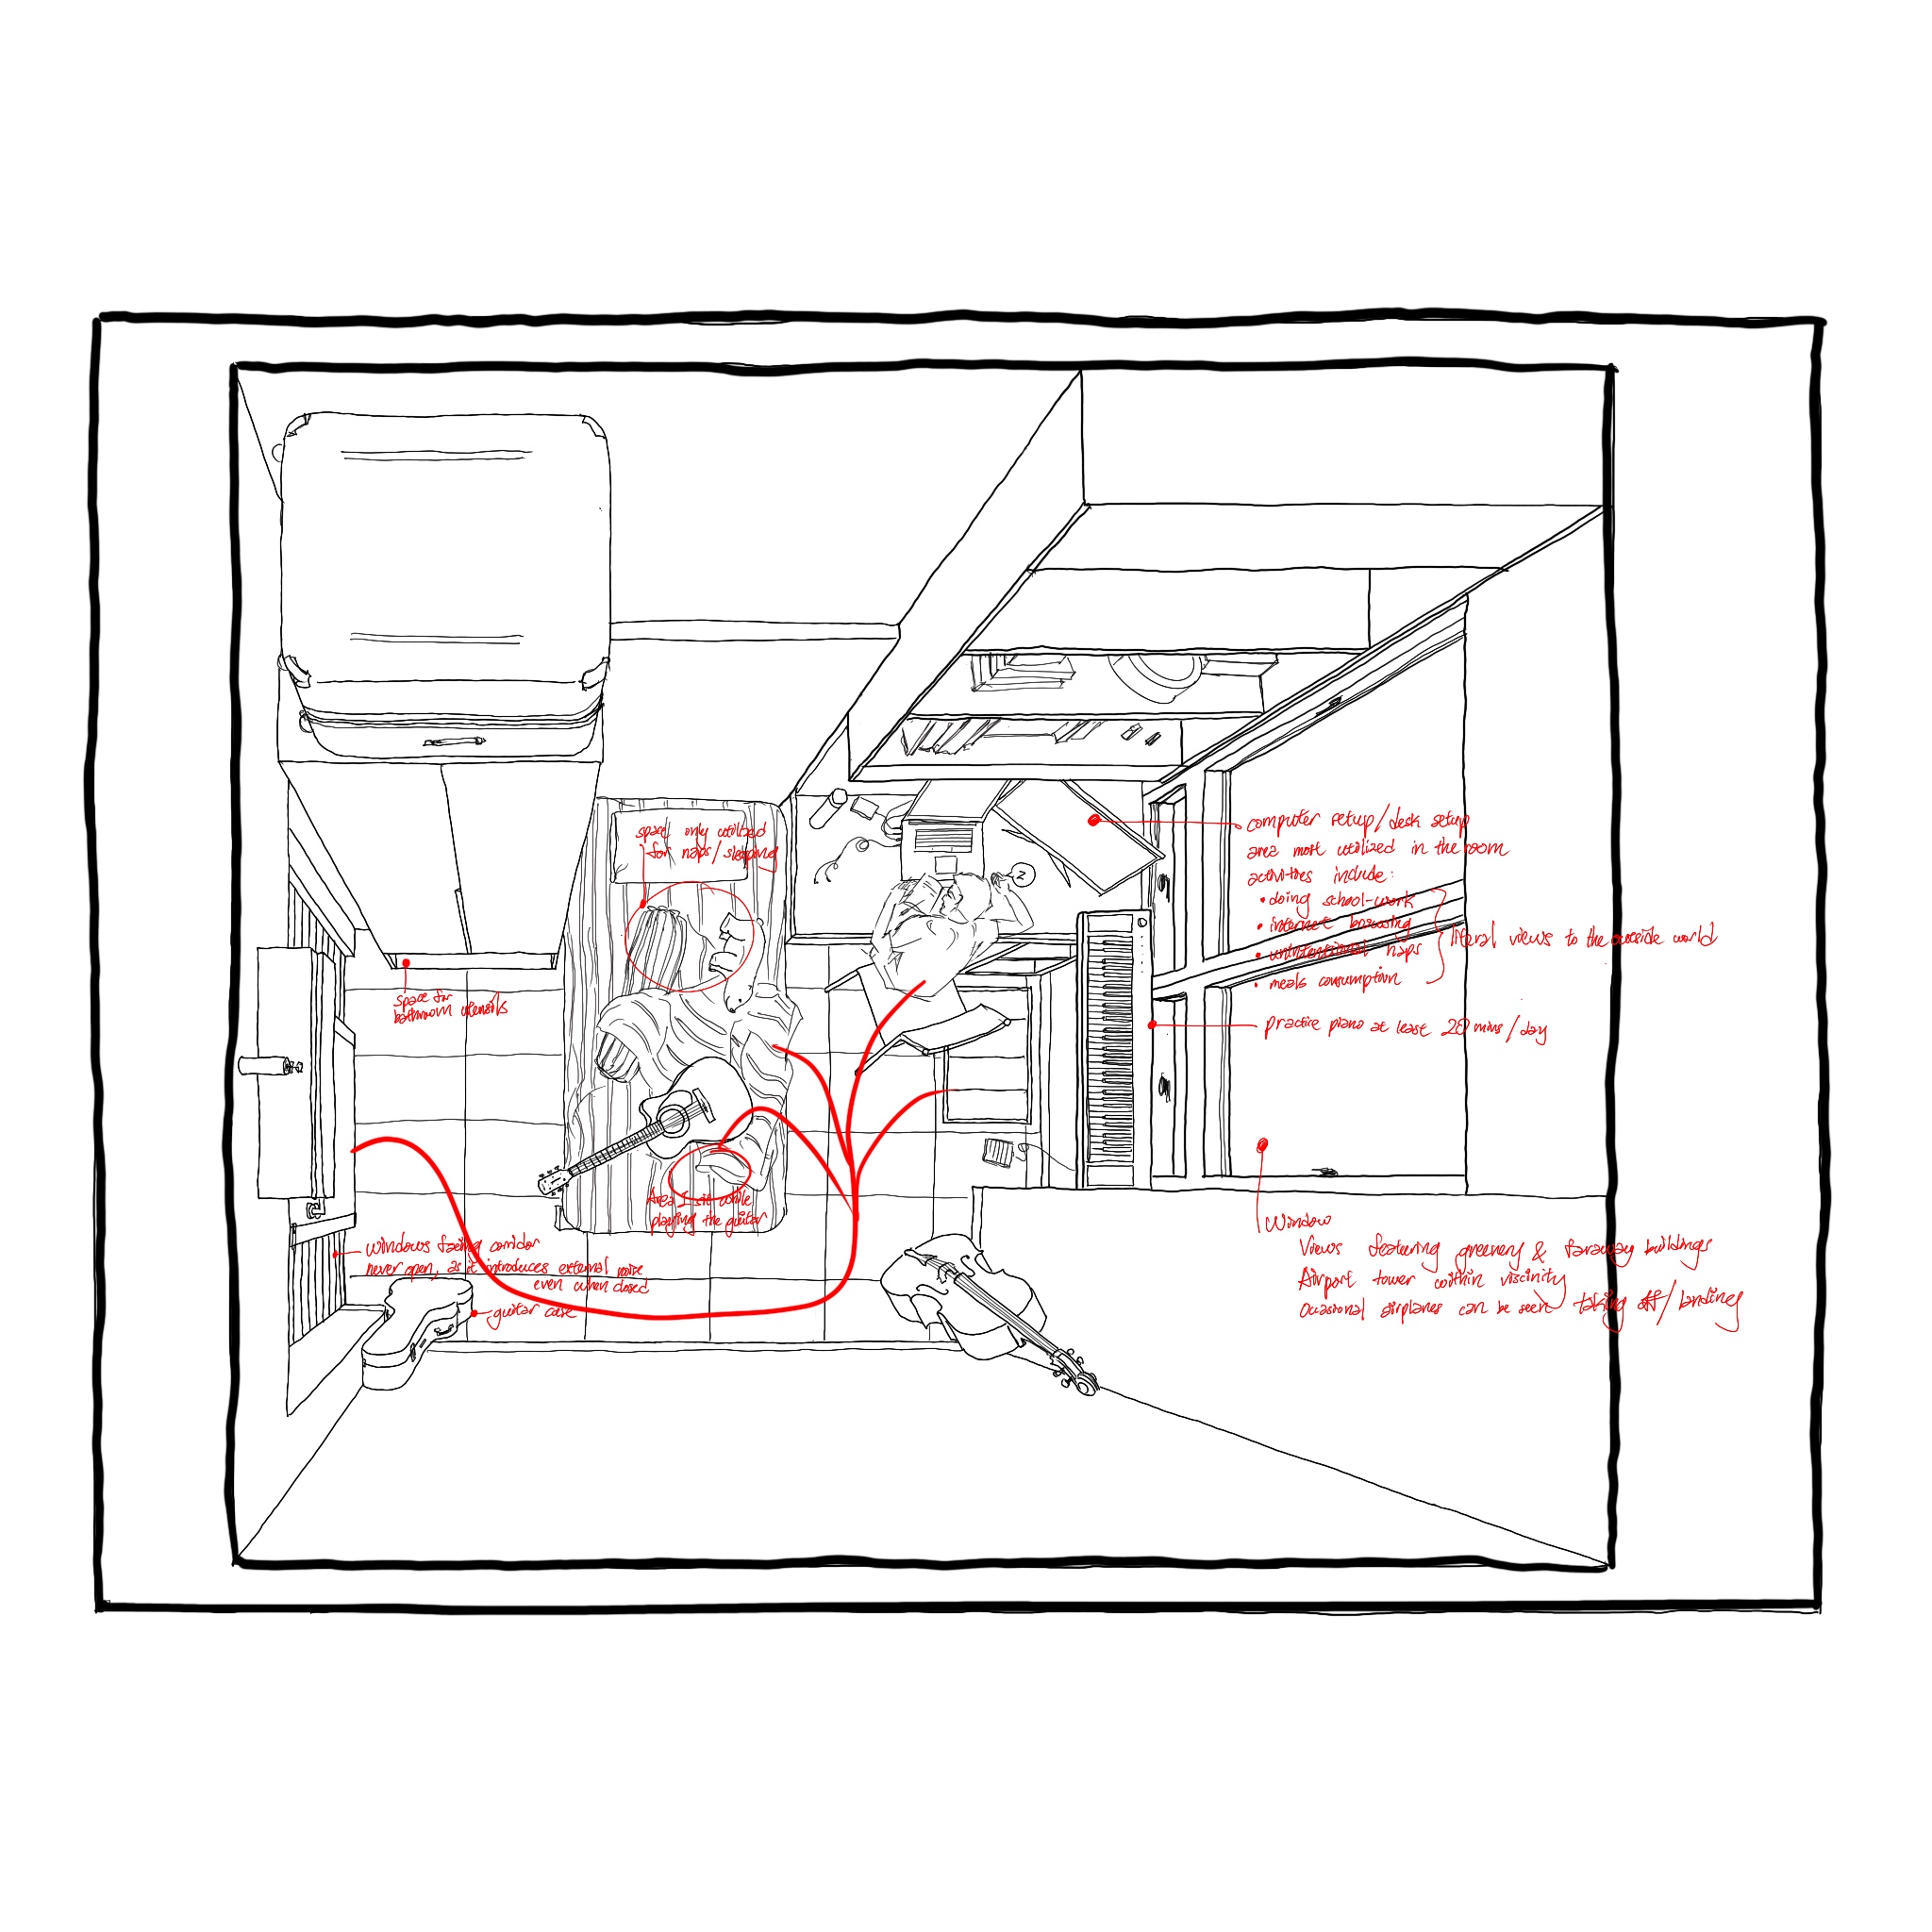 space only utilized
for naps/sleeping
computer setup/desk setup
area most utilized in the room
activities include:
• doing school-work
• internet browsing
• unintentional naps
• meals consumption
literal views to the outside world
space for
bathroom utensils
practice piano at least 20 mins/day
Area I sit while
playing the guitar
windows facing corridor
never open, as it introduces external noise
even when closed
guitar case
Window
Views featuring greenery & faraway buildings
Airport tower within viscinity
Occasional airplanes can be seen taking off/landing